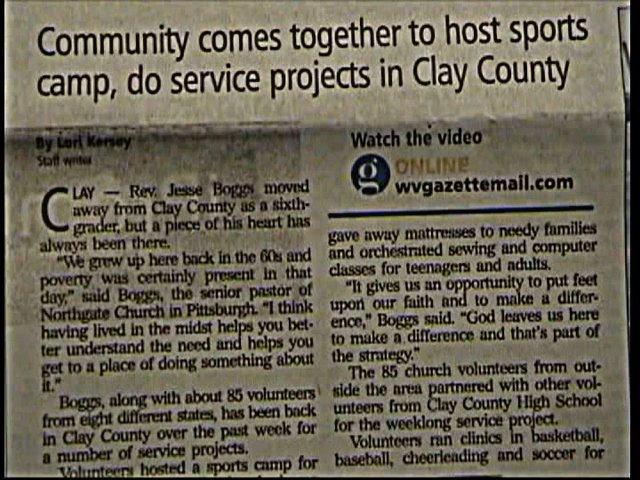 Community comes together to host sports
camp, do service projects in Clay County
By Lori Kersey
Staff writer
CLAY — Rev. Jesse Boggs moved
away from Clay County as a sixth-
grader, but a piece of his heart has
always been there.
"We grew up here back in the 60s and
poverty was certainly present in that
day," said Boggs, the senior pastor of
Northgate Church in Pittsburgh. "I think
having lived in the midst helps you bet-
ter understand the need and helps you
get to a place of doing something about
it."
Boggs, along with about 85 volunteers
from eight different states, has been back
in Clay County over the past week for
a number of service projects.
Volunteers hosted a sports camp for
Watch the video
g ONLINE
wvgazettemail.com
gave away mattresses to needy families
and orchestrated sewing and computer
classes for teenagers and adults.
"It gives us an opportunity to put feet
upon our faith and to make a differ-
ence," Boggs said. "God leaves us here
to make a difference and that's part of
the strategy."
The 85 church volunteers from out-
side the area partnered with other vol-
unteers from Clay County High School
for the weeklong service project.
Volunteers ran clinics in basketball,
baseball, cheerleading and soccer for